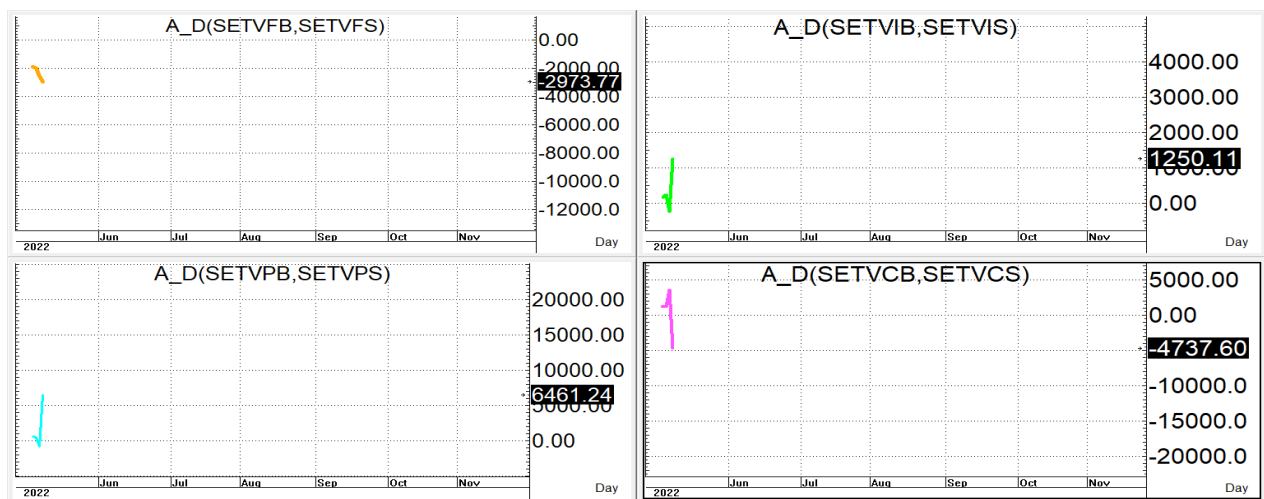 A_D(SETVFB,SETVFS)
0.00
-2000.00
-2973.77
-4000.00
-6000.00
-8000.00
-10000.0
-12000.0
Jun Jul Aug Sep Oct Nov
2022 Day
A_D(SETVIB,SETVIS)
4000.00
3000.00
2000.00
1250.11
1000.00
0.00
Jun Jul Aug Sep Oct Nov
2022 Day
A_D(SETVPB,SETVPS)
20000.00
15000.00
10000.00
6461.24
5000.00
0.00
Jun Jul Aug Sep Oct Nov
2022 Day
A_D(SETVCB,SETVCS)
5000.00
0.00
-4737.60
-10000.0
-15000.0
-20000.0
Jun Jul Aug Sep Oct Nov
2022 Day